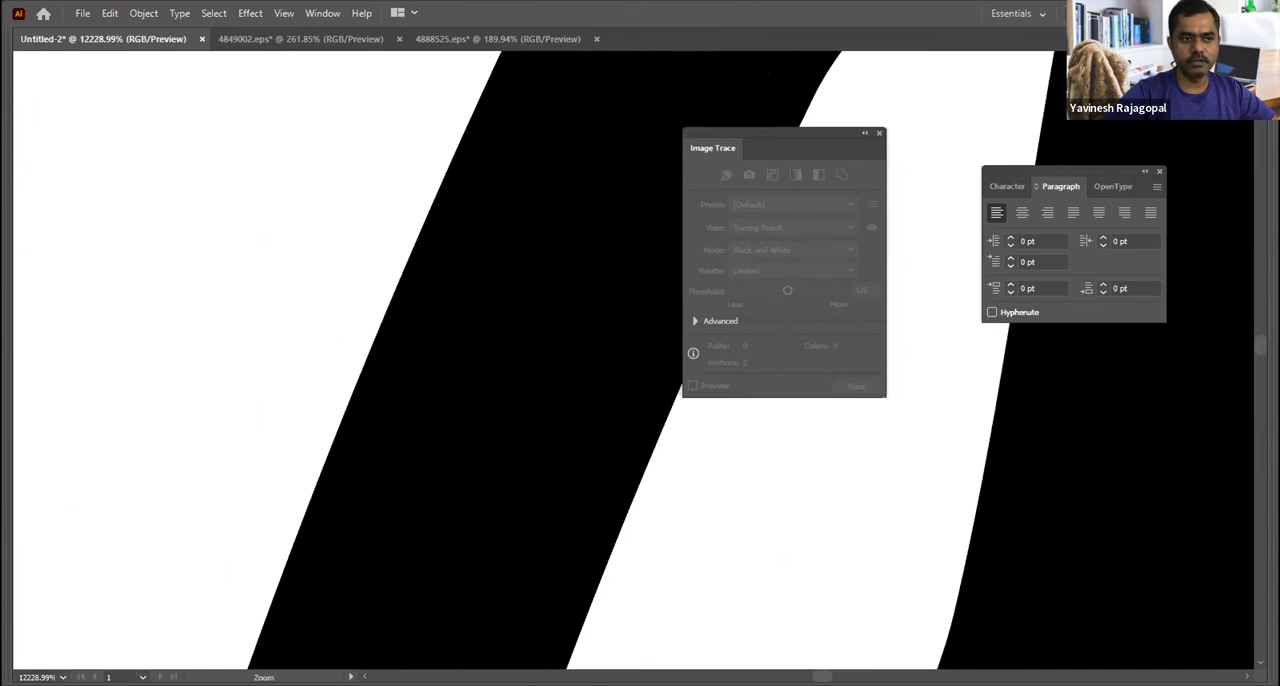 Ai File Edit Object Type Select Effect View Window Help Essentials
Untitled-2* @ 12228.99% (RGB/Preview) × 4849002.eps* @ 261.85% (RGB/Preview) × 4888525.eps* @ 189.94% (RGB/Preview) ×
Yavinesh Rajagopal
Image Trace
Preset: [Default]
View: Tracing Result
Mode: Black and White
Palette: Limited
Threshold: 128
Less More
Advanced
Paths: 0 Colors: 0
Anchors: 0
Preview Trace
Character Paragraph OpenType
0 pt 0 pt
0 pt
0 pt 0 pt
Hyphenate
12228.99% 1 Zoom